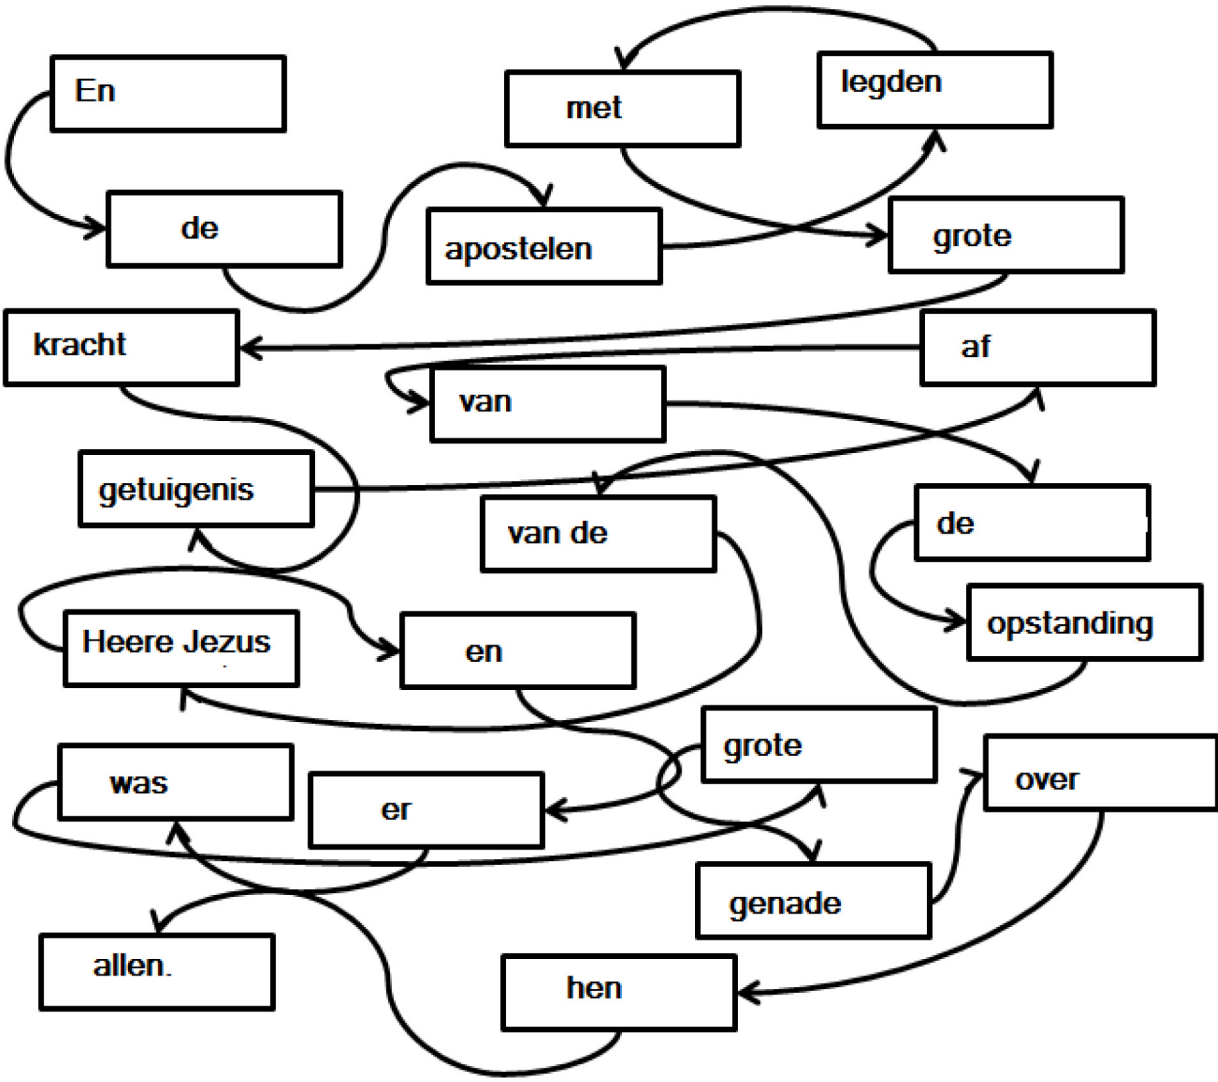 En
met
legden
de
apostelen
grote
kracht
af
van
getuigenis
van de
de
opstanding
Heere Jezus
en
grote
was
er
over
genade
allen.
hen